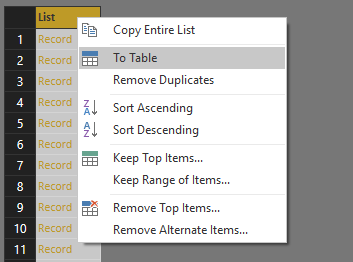 List
1 Record
2 Record
3 Record
4 Record
5 Record
6 Record
7 Record
8 Record
9 Record
10 Record
11 Record
Copy Entire List
To Table
Remove Duplicates
Sort Ascending
Sort Descending
Keep Top Items...
Keep Range of Items...
Remove Top Items...
Remove Alternate Items...